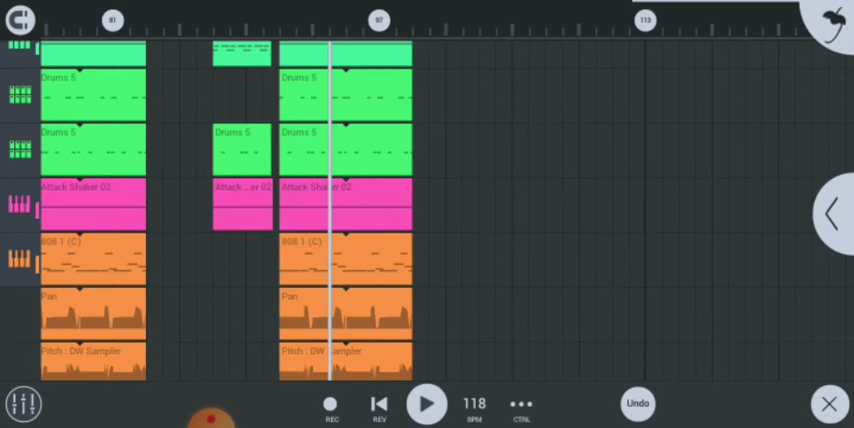 81
97
113
Drums 5
Drums 5
Drums 5
Drums 5
Drums 5
Attack Shaker 02
Attack ...er 02
Attack Shaker 02
808 1 (C)
808 1 (C)
Pan
Pan
Pitch : DW Sampler
Pitch : DW Sampler
118
Undo
REC
REV
BPM
CTRL